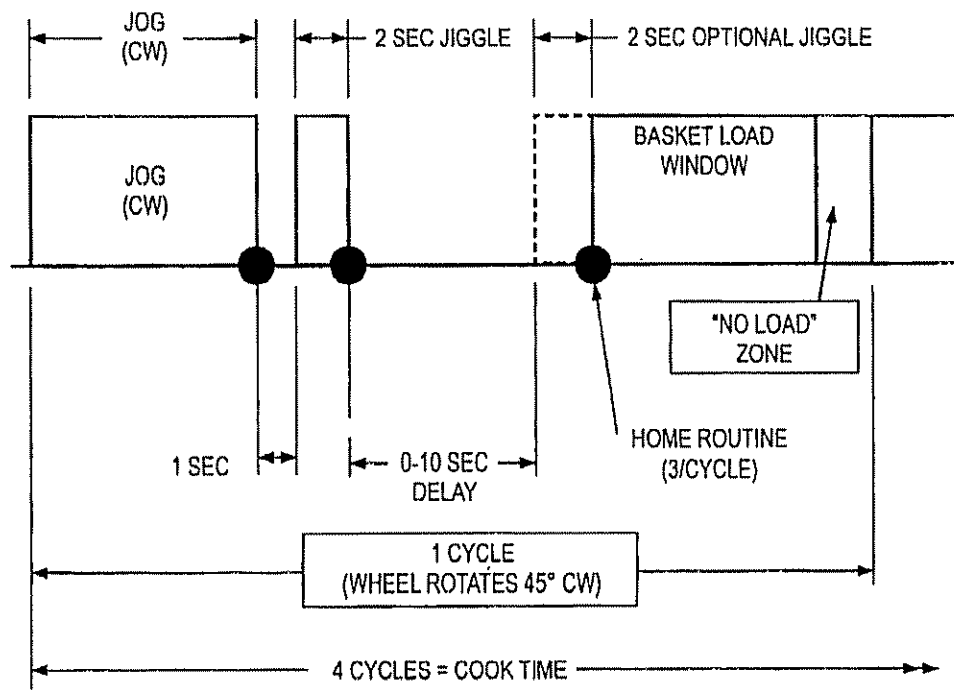 JOG
(CW)
2 SEC JIGGLE
2 SEC OPTIONAL JIGGLE
JOG
(CW)
BASKET LOAD
WINDOW
"NO LOAD"
ZONE
HOME ROUTINE
(3/CYCLE)
1 SEC
0-10 SEC
DELAY
1 CYCLE
(WHEEL ROTATES 45° CW)
4 CYCLES = COOK TIME